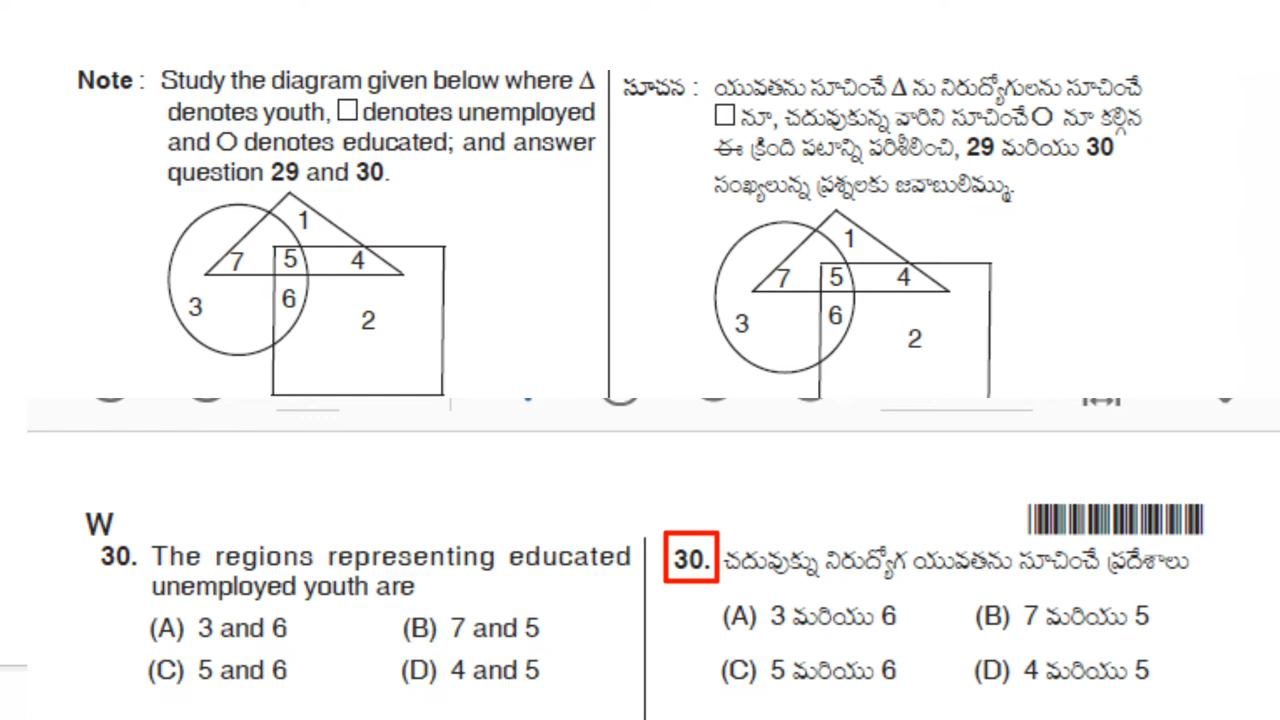 Note : Study the diagram given below where Δ
denotes youth, □ denotes unemployed
and O denotes educated; and answer
question 29 and 30.
1
7
5
4
3
6
2
సూచన : యువతను సూచించే Δ ను నిరుద్యోగులను సూచించే
□ నూ, చదువుకున్న వారిని సూచించే O నూ కల్గిన
ఈ క్రింది పటాన్ని పరిశీలించి, 29 మరియు 30
సంఖ్యలున్న ప్రశ్నలకు జవాబులిమ్ము.
1
7
5
4
3
6
2
W
30. The regions representing educated
unemployed youth are
(A) 3 and 6 (B) 7 and 5
(C) 5 and 6 (D) 4 and 5
30. చదువుక్ను నిరుద్యోగ యువతను సూచించే ప్రదేశాలు
(A) 3 మరియు 6 (B) 7 మరియు 5
(C) 5 మరియు 6 (D) 4 మరియు 5